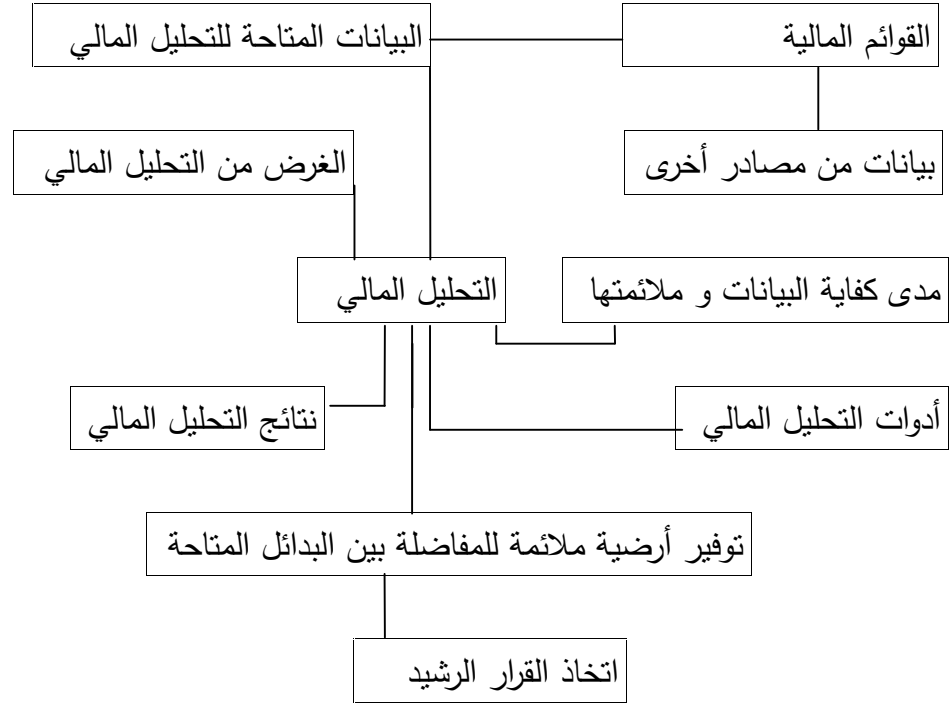 القوائم المالية
البيانات المتاحة للتحليل المالي
بيانات من مصادر أخرى
الغرض من التحليل المالي
مدى كفاية البيانات و ملائمتها
التحليل المالي
أدوات التحليل المالي
نتائج التحليل المالي
توفير أرضية ملائمة للمفاضلة بين البدائل المتاحة
اتخاذ القرار الرشيد